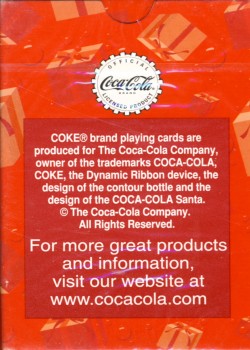 OFFICIAL
Coca-Cola
BRAND
LICENSED PRODUCT
COKE® brand playing cards are
produced for The Coca-Cola Company,
owner of the trademarks COCA-COLA,
COKE, the Dynamic Ribbon device, the
design of the contour bottle and the
design of the COCA-COLA Santa.
© The Coca-Cola Company.
All Rights Reserved.
For more great products
and information,
visit our website at
www.cocacola.com